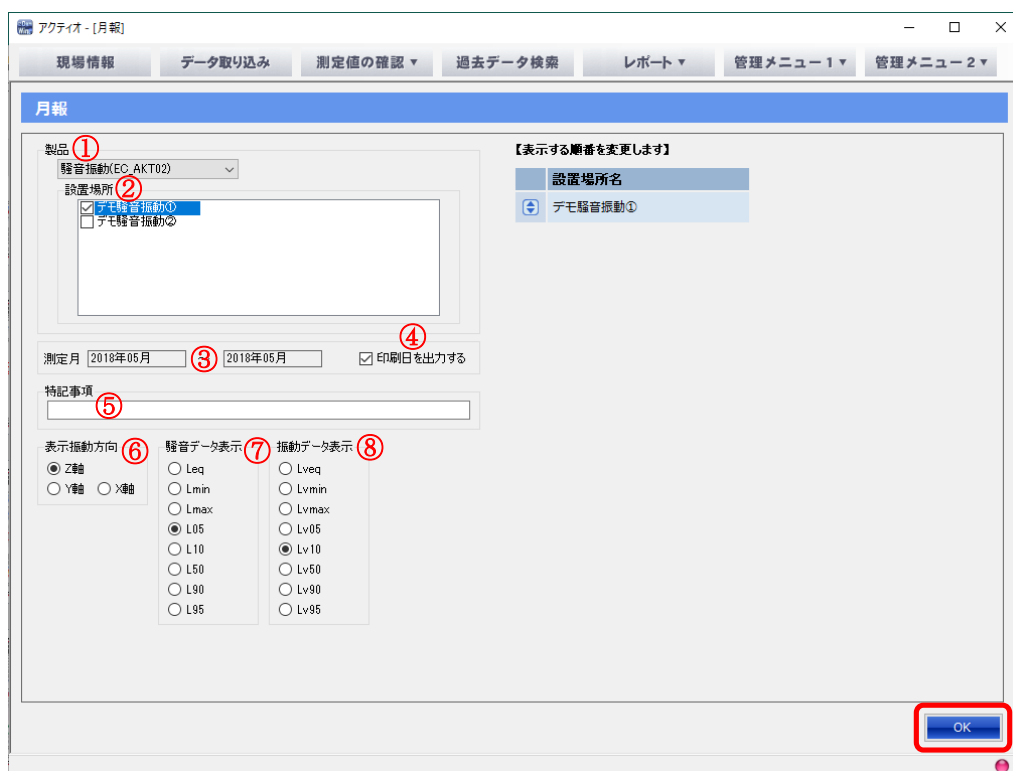 アクティオ - [月報]
現場情報 データ取り込み 測定値の確認 ▼ 過去データ検索 レポート ▼ 管理メニュー1 ▼ 管理メニュー2 ▼
月報
製品 ①
騒音振動(EC_AKT02)
設置場所 ②
デモ騒音振動①
デモ騒音振動②
【表示する順番を変更します】
設置場所名
デモ騒音振動①
④
測定月 2018年05月 ③ 2018年05月 印刷日を出力する
特記事項
⑤
表示振動方向 ⑥
Z軸
Y軸 X軸
騒音データ表示 ⑦
Leq
Lmin
Lmax
L05
L10
L50
L90
L95
振動データ表示 ⑧
Lveq
Lvmin
Lvmax
Lv05
Lv10
Lv50
Lv90
Lv95
OK